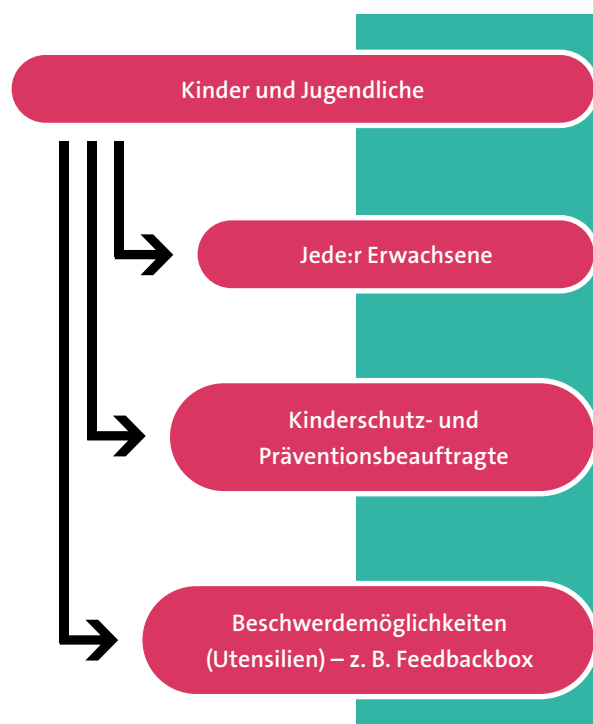 Kinder und Jugendliche
Jede:r Erwachsene
Kinderschutz- und
Präventionsbeauftragte
Beschwerdemöglichkeiten
(Utensilien) – z. B. Feedbackbox